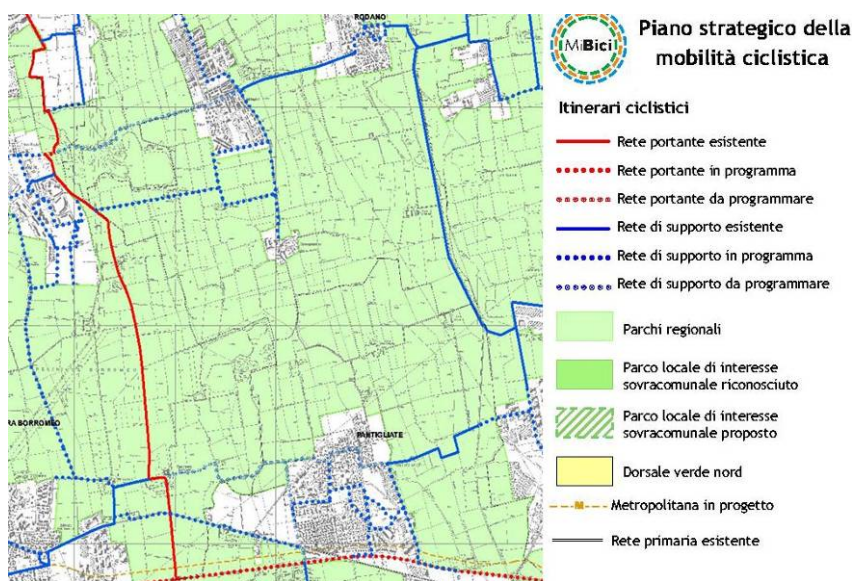 RODANO
RA BORROMEO
PANTIGLIATE
MiBici
Piano strategico della
mobilità ciclistica
Itinerari ciclistici
Rete portante esistente
Rete portante in programma
Rete portante da programmare
Rete di supporto esistente
Rete di supporto in programma
Rete di supporto da programmare
Parchi regionali
Parco locale di interesse
sovracomunale riconosciuto
Parco locale di interesse
sovracomunale proposto
Dorsale verde nord
M
Metropolitana in progetto
Rete primaria esistente